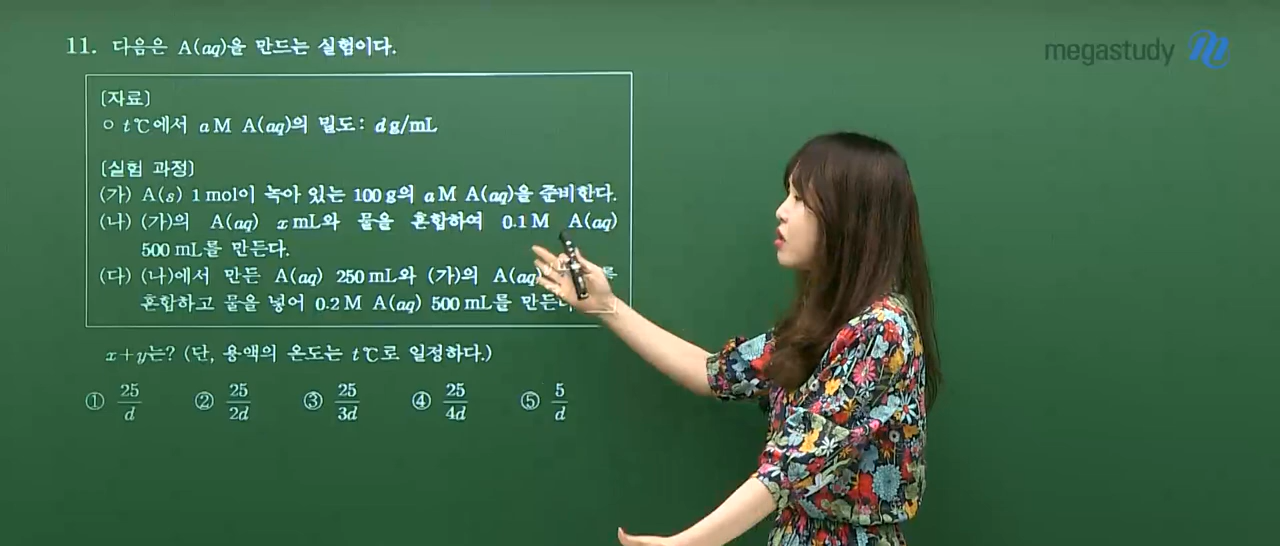 11. 다음은 A(aq)을 만드는 실험이다.
megastudy
[자료]
○ t℃에서 a M A(aq)의 밀도: d g/mL
[실험 과정]
(가) A(s) 1 mol이 녹아 있는 100 g의 a M A(aq)을 준비한다.
(나) (가)의 A(aq) x mL와 물을 혼합하여 0.1 M A(aq)
500 mL를 만든다.
(다) (나)에서 만든 A(aq) 250 mL와 (가)의 A(aq)
혼합하고 물을 넣어 0.2 M A(aq) 500 mL를
x+y는? (단, 용액의 온도는 t℃로 일정하다.)
① 25/d ② 25/2d ③ 25/3d ④ 25/4d ⑤ 5/d